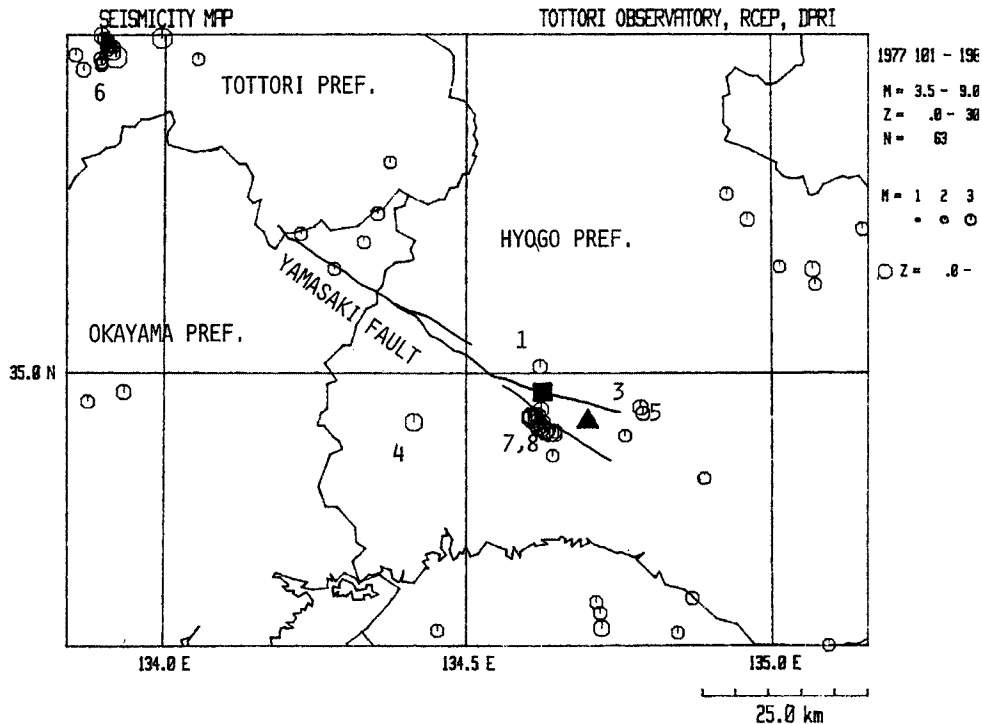 SEISMICITY MAP
TOTTORI OBSERVATORY, RCEP, DPRI
1977 101 - 198
M = 3.5 - 9.0
Z = .0 - 30
N = 63
M = 1 2 3
Z = .0 -
TOTTORI PREF.
6
HYOGO PREF.
YAMASAKI FAULT
OKAYAMA PREF.
1
35.0 N
3
5
4
7,8
134.0 E
134.5 E
135.0 E
25.0 km